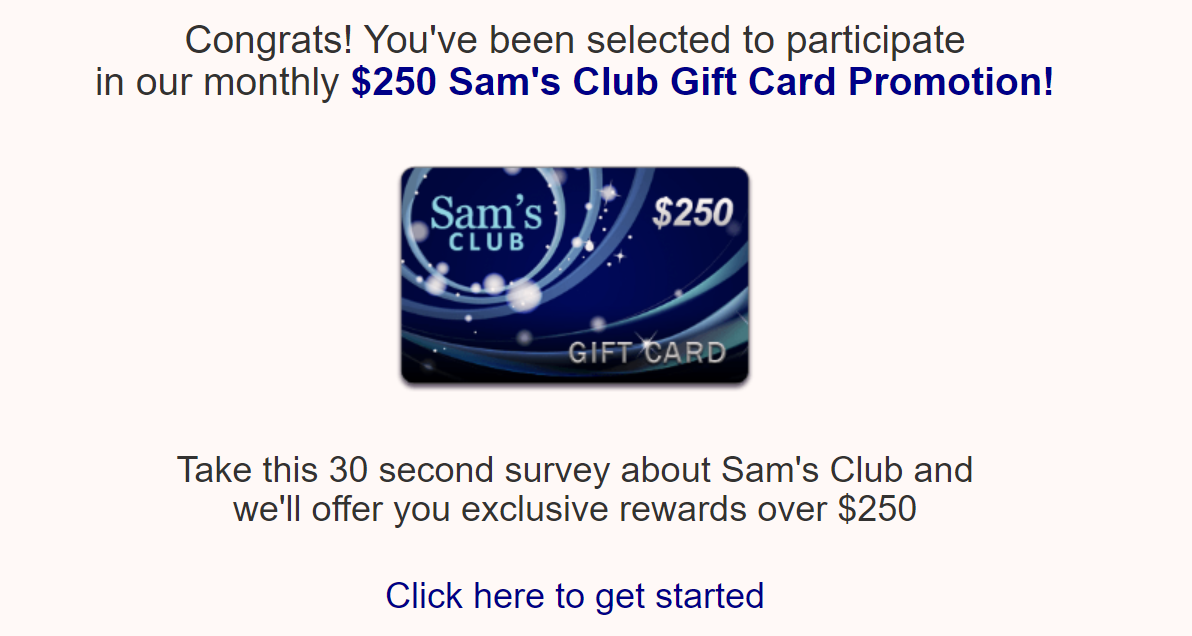 Congrats! You've been selected to participate
in our monthly $250 Sam's Club Gift Card Promotion!
Sam's
CLUB
$250
GIFT CARD
Take this 30 second survey about Sam's Club and
we'll offer you exclusive rewards over $250
Click here to get started